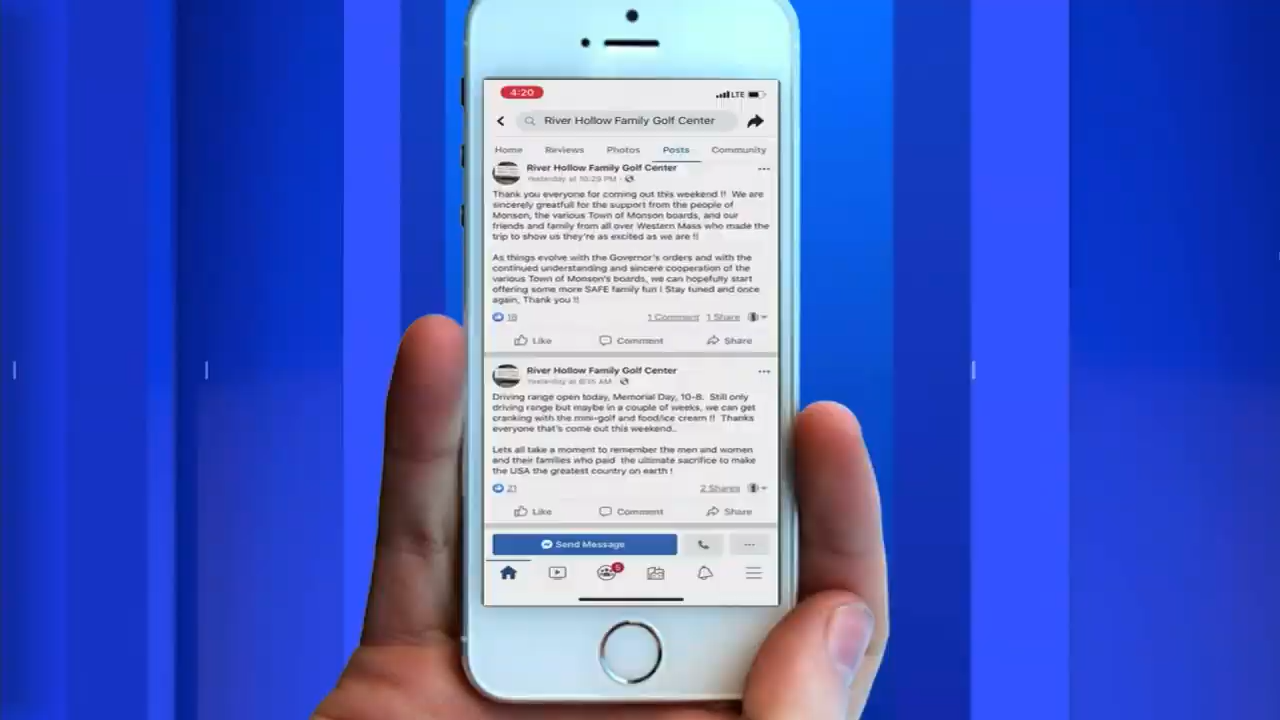 4:20
LTE
River Hollow Family Golf Center
Home Reviews Photos Posts Community
River Hollow Family Golf Center
Yesterday at 10:29 PM ·
Thank you everyone for coming out this weekend !! We are
sincerely greatfull for the support from the people of
Monson, the various Town of Monson boards, and our
friends and family from all over Western Mass who made the
trip to show us they're as excited as we are !!
As things evolve with the Governor's orders and with the
continued understanding and sincere cooperation of the
various Town of Monson's boards, we can hopefully start
offering some more SAFE family fun ! Stay tuned and once
again, Thank you !!
1 Comment 1 Share
Like Comment Share
River Hollow Family Golf Center
Yesterday at AM ·
Driving range open today, Memorial Day, 10-8. Still only
driving range but maybe in a couple of weeks, we can get
cranking with the mini-golf and food/ice cream !! Thanks
everyone that's come out this weekend..
Lets all take a moment to remember the men and women
and their families who paid the ultimate sacrifice to make
the USA the greatest country on earth !
21 2 Shares
Like Comment Share
Send Message
5